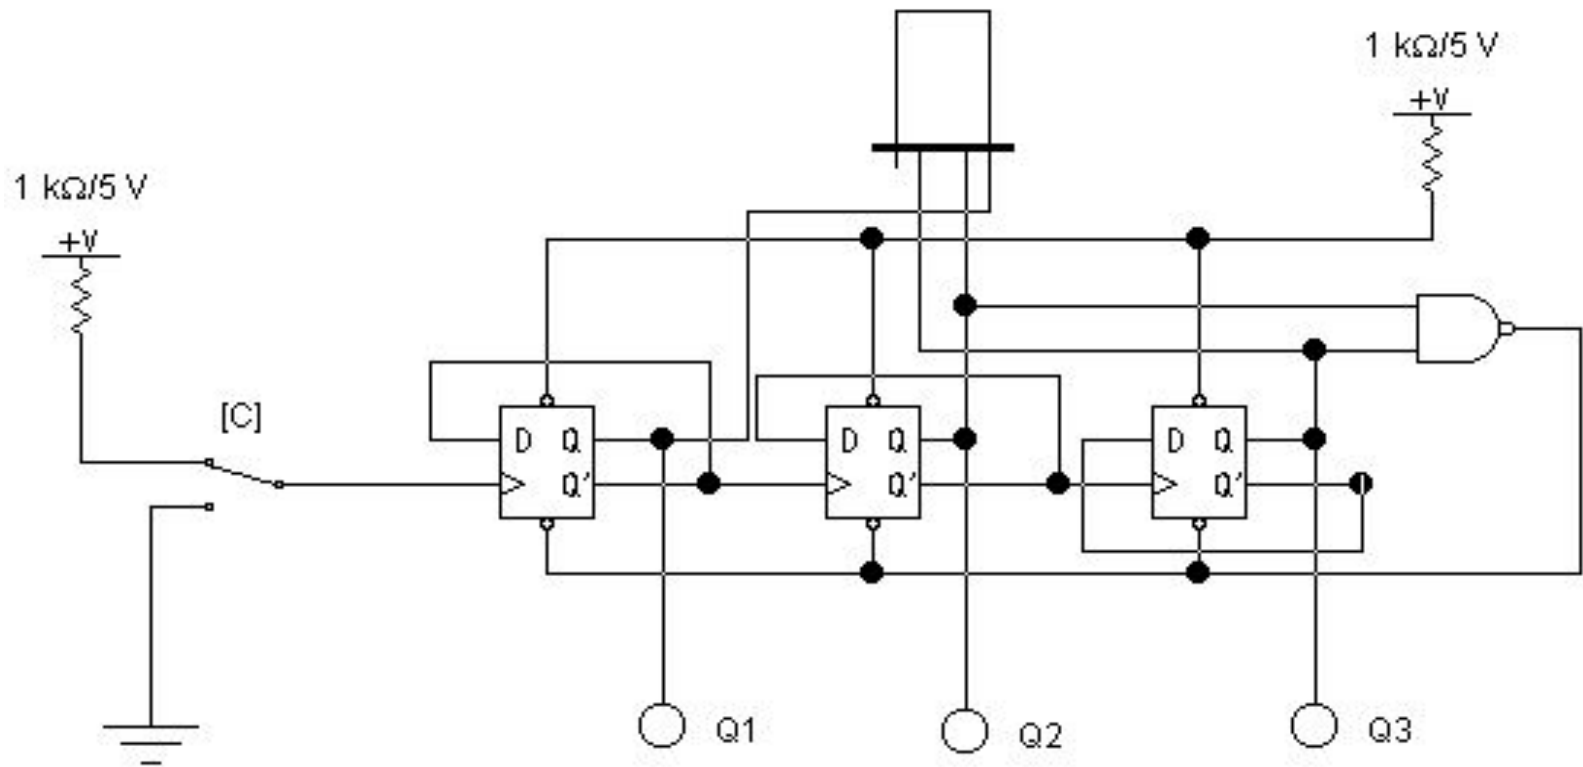 1 kΩ/5 V
+V
1 kΩ/5 V
+V
[C]
D Q
Q'
D Q
Q'
D Q
Q'
Q1
Q2
Q3